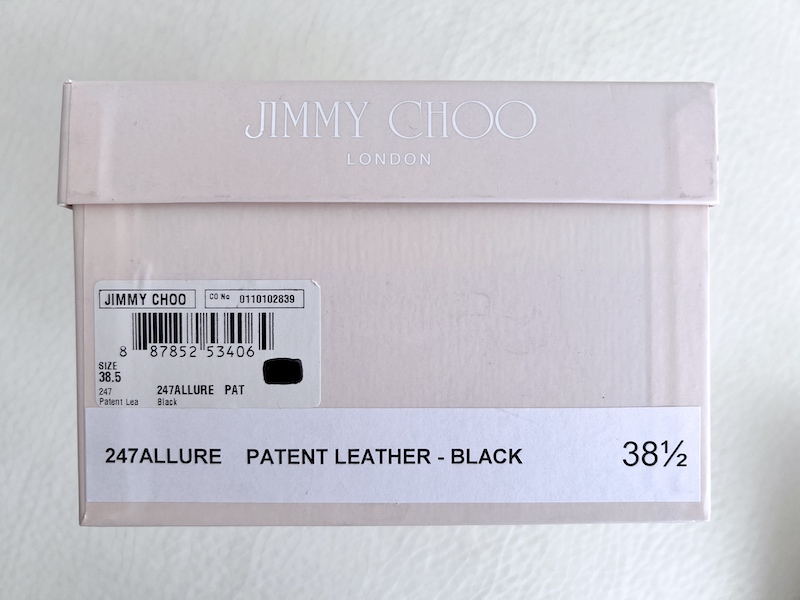 JIMMY CHOO
LONDON
JIMMY CHOO CO No 0110102839
8 87852 53406
SIZE
38.5
247 247ALLURE PAT
Patent Lea Black
247ALLURE PATENT LEATHER - BLACK 38½